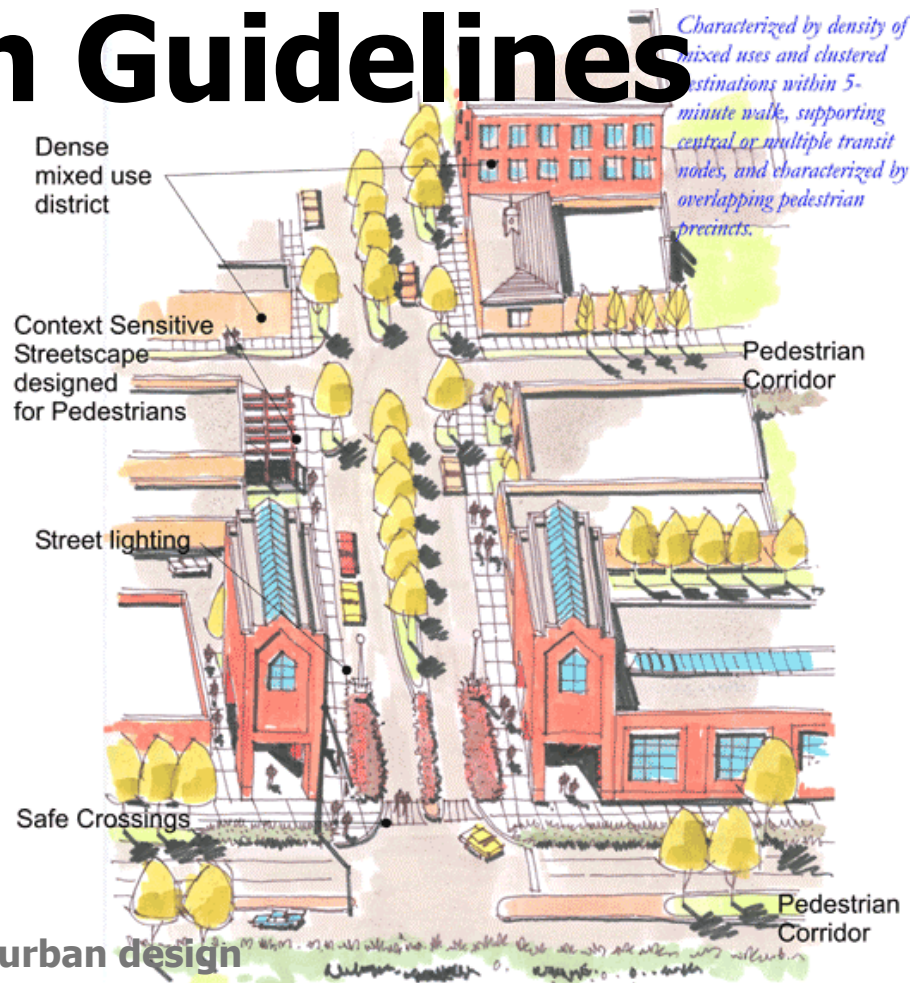 n Guidelines
Characterized by density of
mixed uses and clustered
destinations within 5-
minute walk, supporting
central or multiple transit
nodes, and characterized by
overlapping pedestrian
precincts.
Dense
mixed use
district
Context Sensitive
Streetscape
designed
for Pedestrians
Pedestrian
Corridor
Street lighting
Safe Crossings
Pedestrian
Corridor
urban design